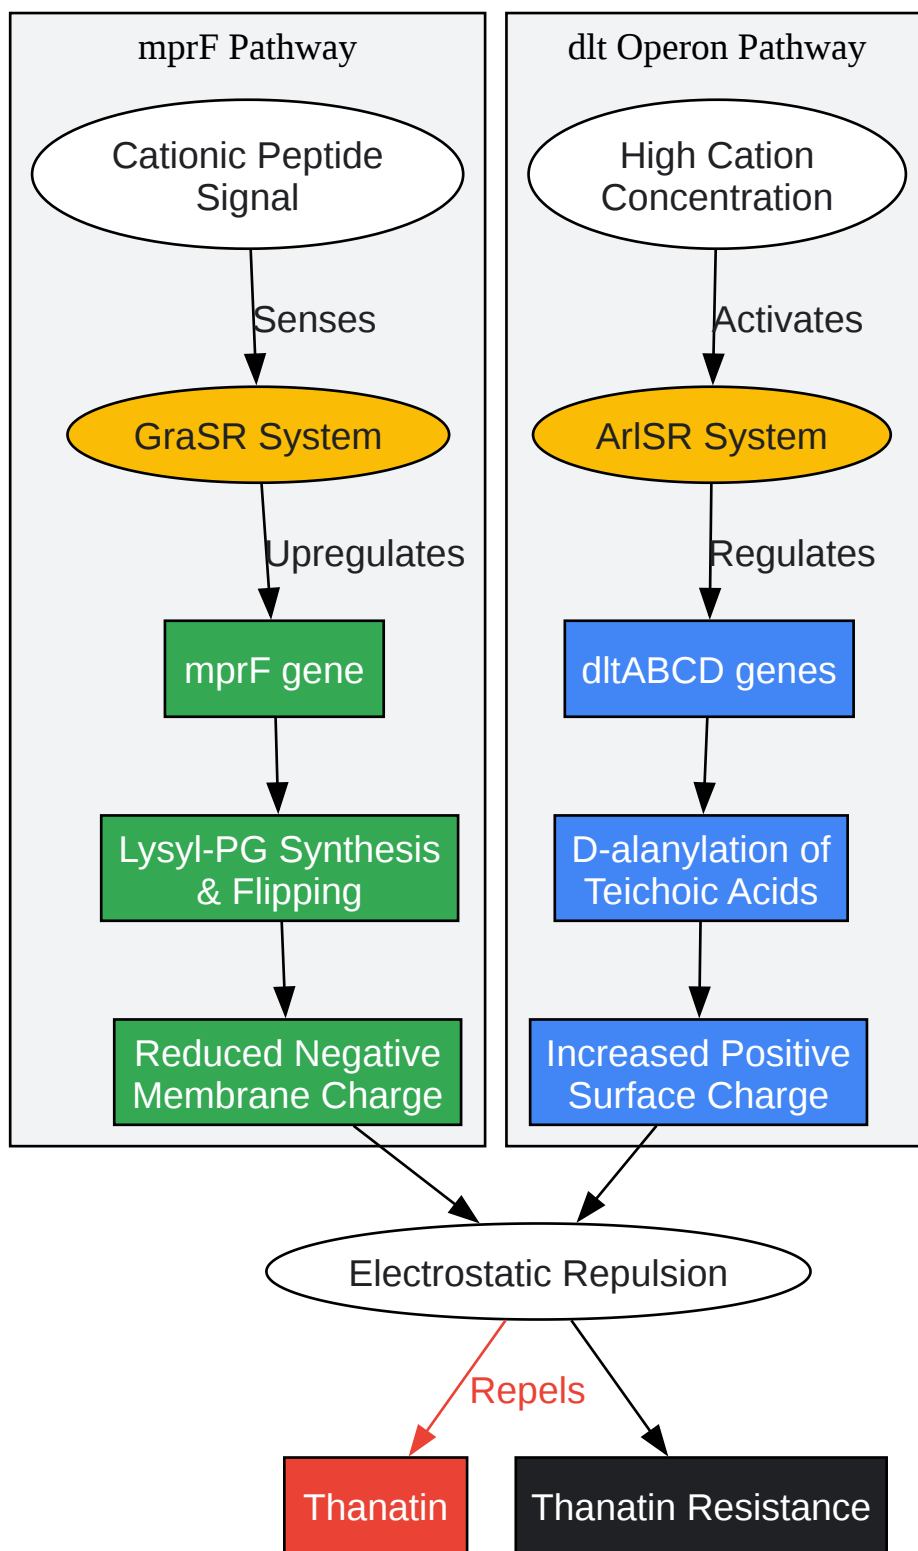 mprF Pathway
dlt Operon Pathway
Cationic Peptide
Signal
High Cation
Concentration
Senses
Activates
GraSR System
ArlSR System
Upregulates
Regulates
mprF gene
dltABCD genes
Lysyl-PG Synthesis
& Flipping
D-alanylation of
Teichoic Acids
Reduced Negative
Membrane Charge
Increased Positive
Surface Charge
Electrostatic Repulsion
Repels
Thanatin
Thanatin Resistance